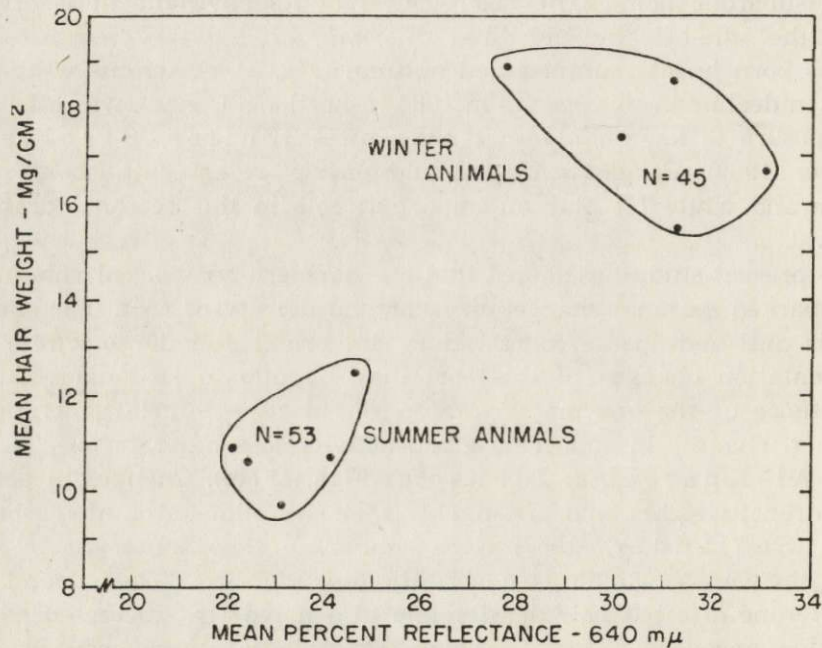 20
18
16
14
12
10
8
MEAN HAIR WEIGHT - Mg/CM²
WINTER
ANIMALS
N=45
N=53
SUMMER ANIMALS
20 22 24 26 28 30 32 34
MEAN PERCENT REFLECTANCE - 640 mμ